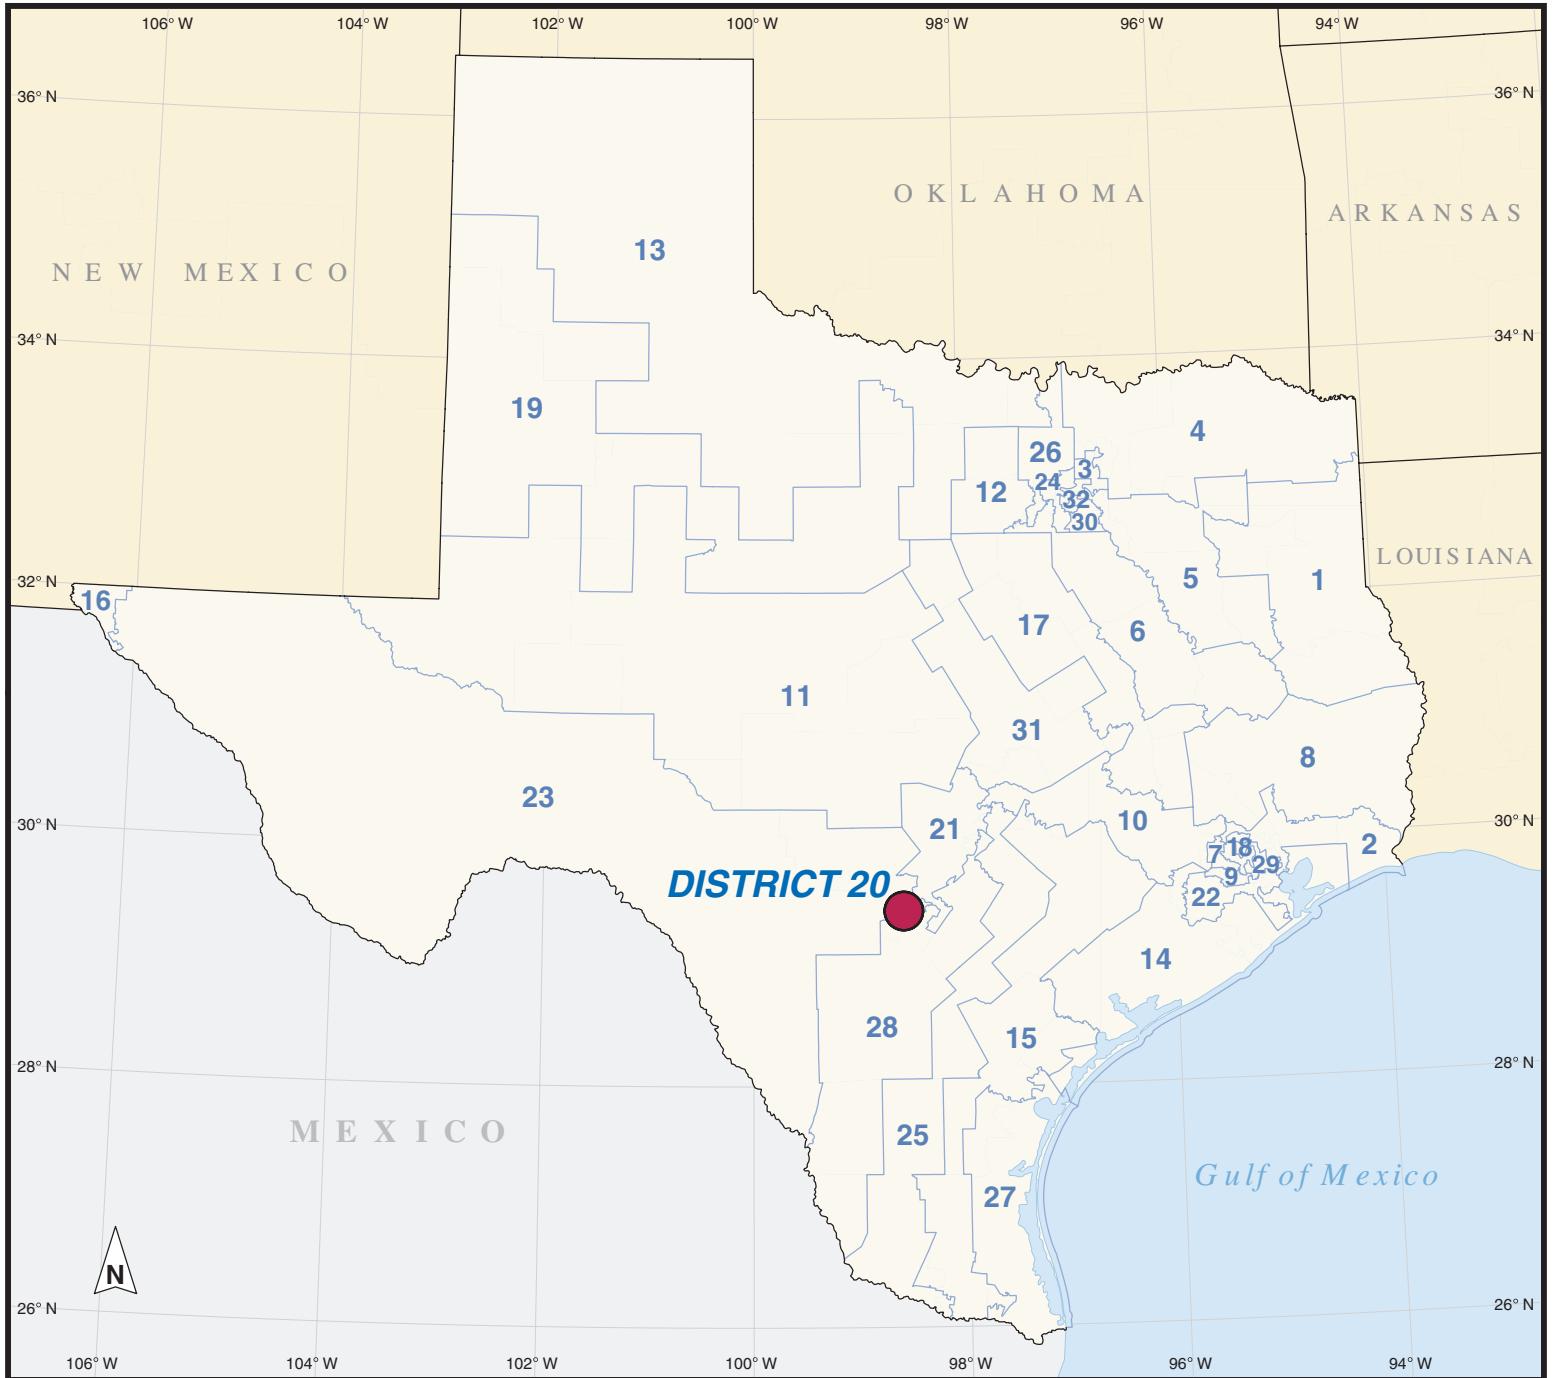 106° W 104° W 102° W 100° W 98° W 96° W 94° W
36° N 36° N
OKLAHOMA
ARKANSAS
13
NEW MEXICO
34° N 34° N
19
4
26
3
24
12
32
30
LOUISIANA
32° N
5
1
16
17
6
11
31
8
23
10
30° N 30° N
21
2
18
7
29
9
DISTRICT 20
22
14
28
15
28° N 28° N
MEXICO
25
Gulf of Mexico
27
N
26° N 26° N
106° W 104° W 102° W 100° W 98° W 96° W 94° W